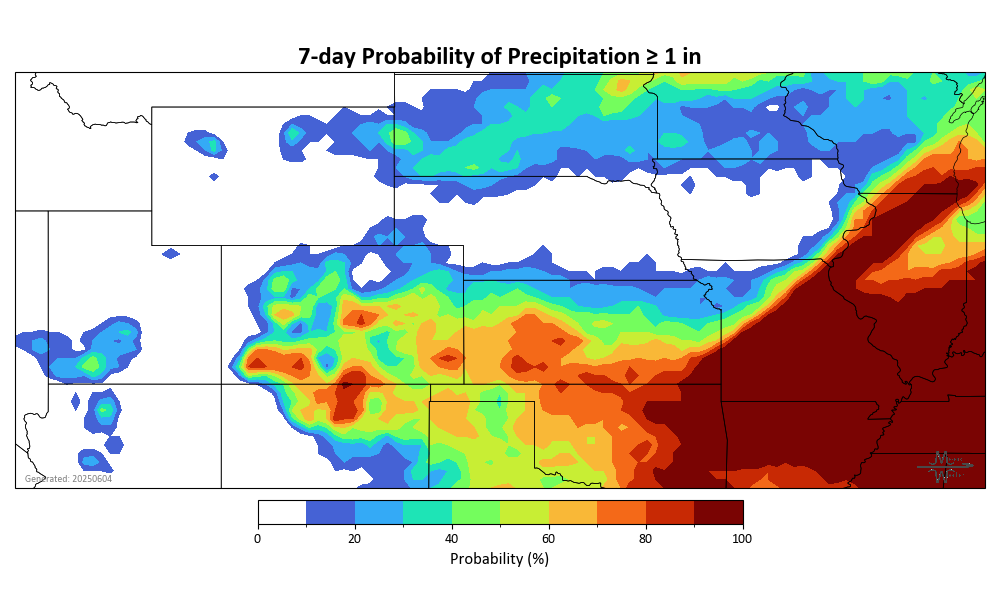 7-day Probability of Precipitation ≥ 1 in
Generated: 20250604
0 20 40 60 80 100
Probability (%)